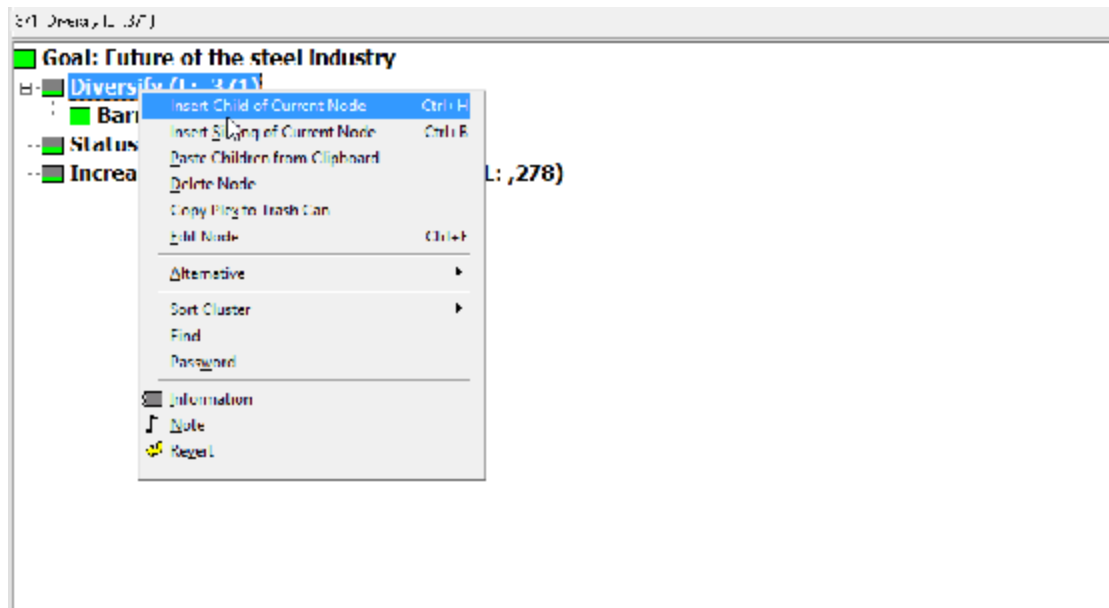 Goal: Future of the steel industry
Diversify (L: ,371)
Status
Increa
L: ,278)
Insert Child of Current Node Ctrl+H
Insert Sibling of Current Node Ctrl+B
Paste Children from Clipboard
Delete Node
Copy Plex to Trash Can
Edit Node
Alternative
Sort Cluster
Find
Password
Information
Note
Revert